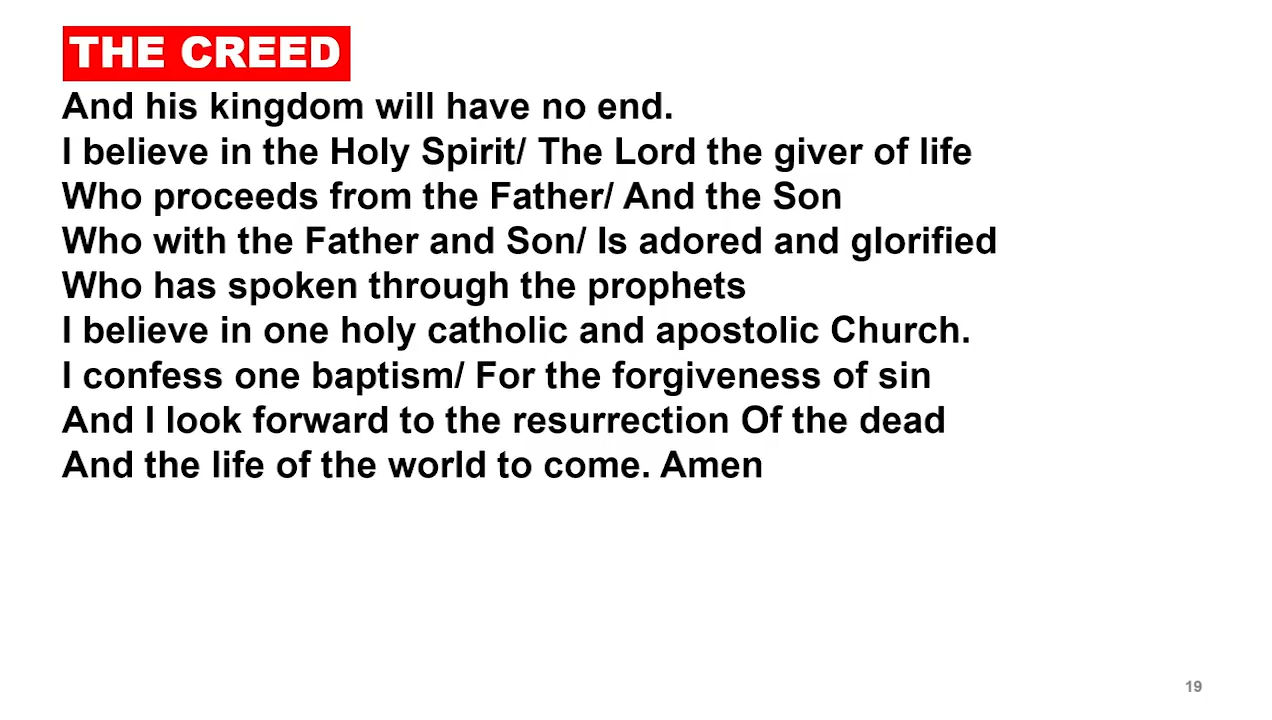 THE CREED
And his kingdom will have no end.
I believe in the Holy Spirit/ The Lord the giver of life
Who proceeds from the Father/ And the Son
Who with the Father and Son/ Is adored and glorified
Who has spoken through the prophets
I believe in one holy catholic and apostolic Church.
I confess one baptism/ For the forgiveness of sin
And I look forward to the resurrection Of the dead
And the life of the world to come. Amen
19